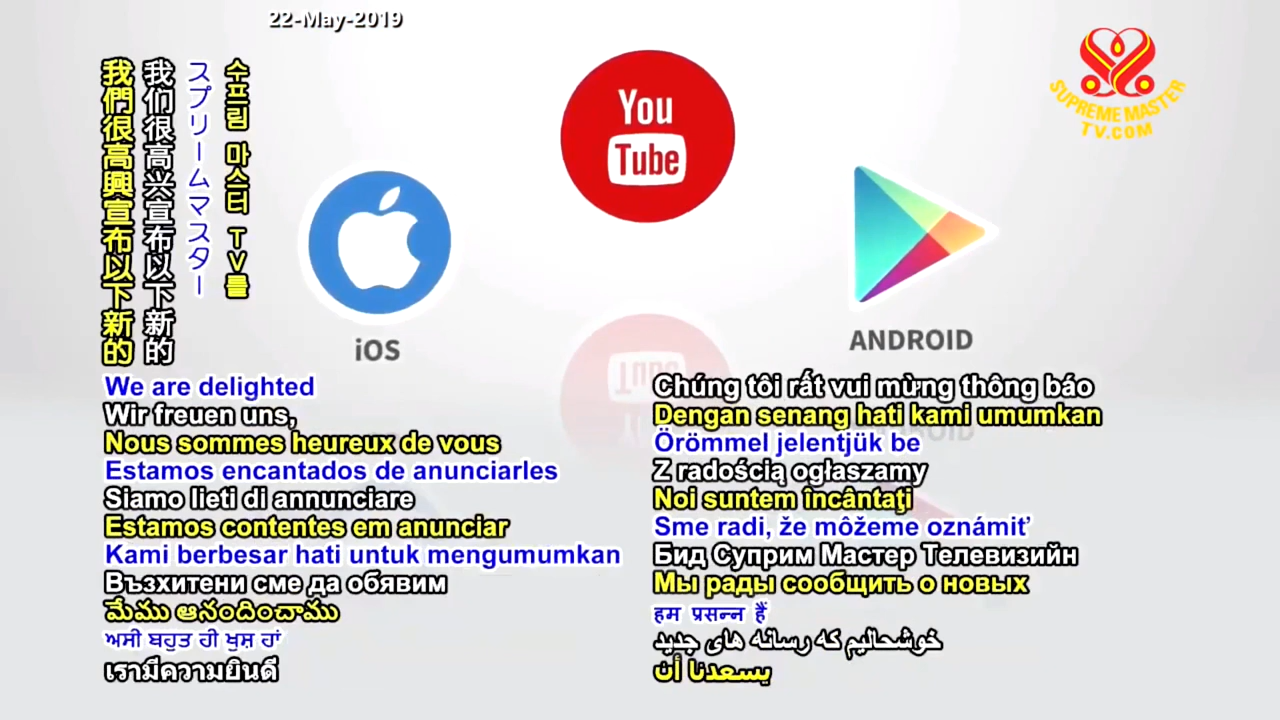 22-May-2019
SUPREME MASTER
TV.COM
You
Tube
iOS
ANDROID
수프림 마스터 TV를
スプリームマスター
我们很高兴宣布以下新的
我們很高興宣布以下新的
We are delighted
Wir freuen uns,
Nous sommes heureux de vous
Estamos encantados de anunciarles
Siamo lieti di annunciare
Estamos contentes em anunciar
Kami berbesar hati untuk mengumumkan
Възхитени сме да обявим
మేము ఆనందించాము
ਅਸੀ ਬਹੁਤ ਹੀ ਖੁਸ਼ ਹਾਂ
เรามีความยินดี
Chúng tôi rất vui mừng thông báo
Dengan senang hati kami umumkan
Örömmel jelentjük be
Z radością ogłaszamy
Noi suntem încântaţi
Sme radi, že môžeme oznámiť
Бид Суприм Мастер Телевизийн
Мы рады сообщить о новых
हम प्रसन्न हैं
خوشحالیم که رسانه های جدید
يسعدنا أن